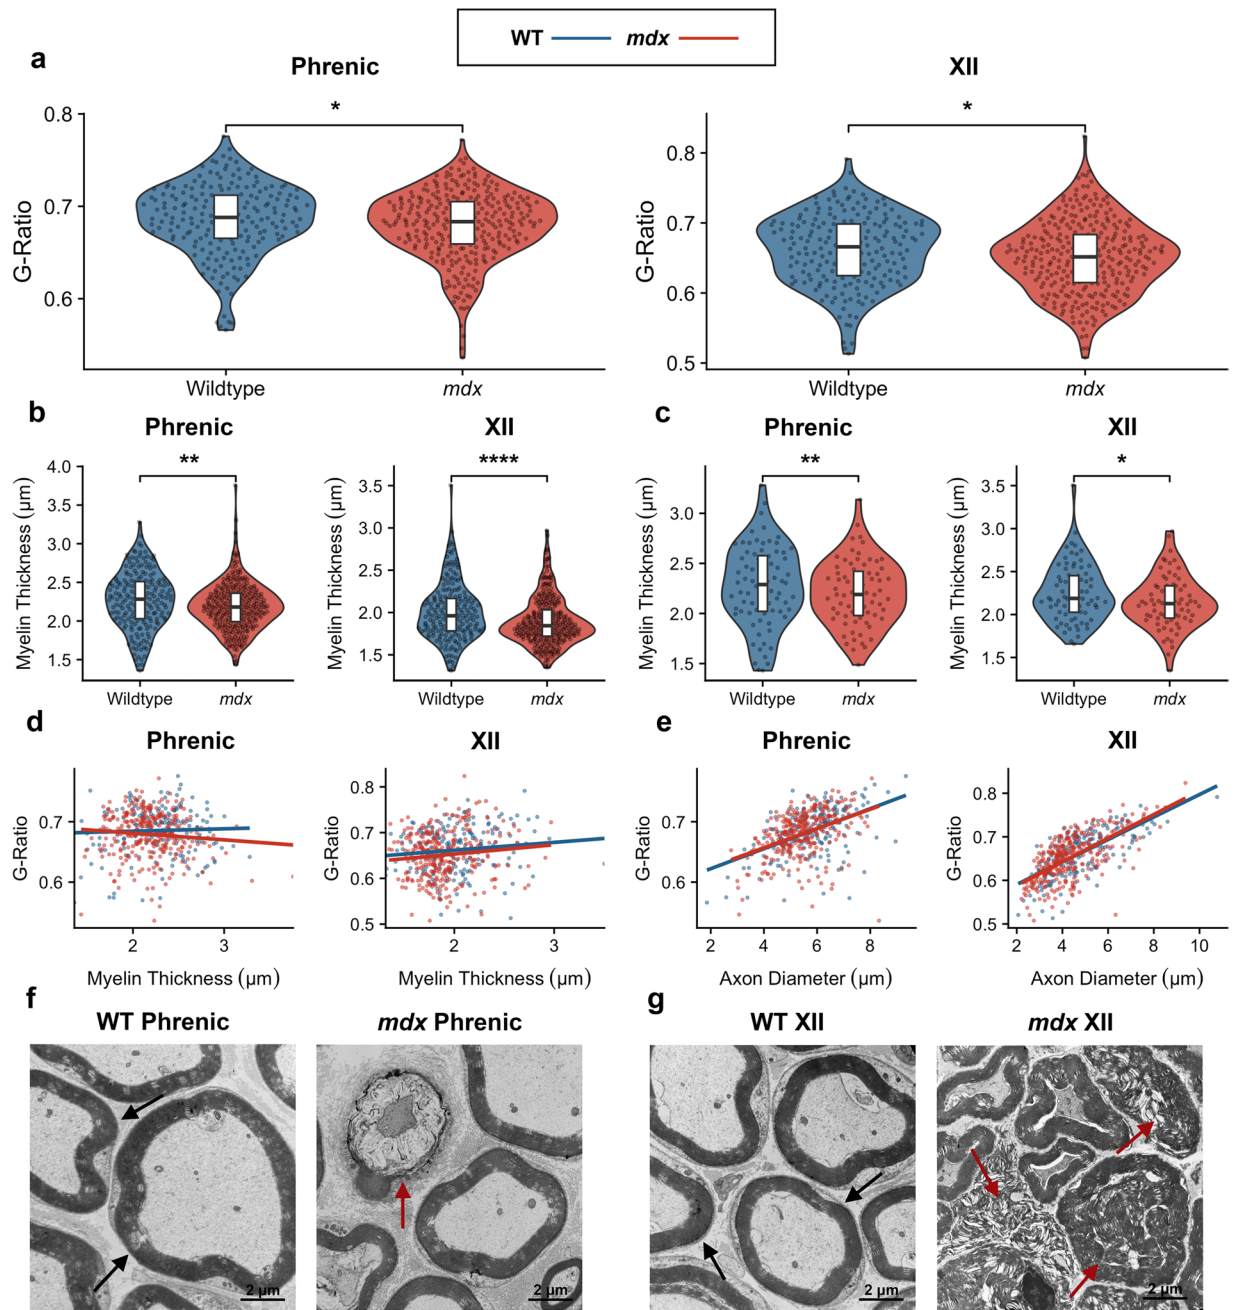 WT mdx
a
Phrenic
XII
*
*
G-Ratio
0.8
0.7
0.6
Wildtype
mdx
G-Ratio
0.8
0.7
0.6
0.5
Wildtype
mdx
b
Phrenic
XII
**
****
Myelin Thickness (μm)
4.0
3.5
3.0
2.5
2.0
1.5
Wildtype
mdx
Myelin Thickness (μm)
3.5
3.0
2.5
2.0
1.5
Wildtype
mdx
c
Phrenic
XII
**
*
Myelin Thickness (μm)
3.0
2.5
2.0
1.5
Wildtype
mdx
Myelin Thickness (μm)
3.5
3.0
2.5
2.0
1.5
Wildtype
mdx
d
Phrenic
XII
G-Ratio
0.7
0.6
2 3
Myelin Thickness (μm)
G-Ratio
0.8
0.7
0.6
0.5
2 3
Myelin Thickness (μm)
e
Phrenic
XII
G-Ratio
0.7
0.6
2 4 6 8
Axon Diameter (μm)
G-Ratio
0.8
0.7
0.6
0.5
2 4 6 8 10
Axon Diameter (μm)
f
WT Phrenic
mdx Phrenic
2 μm
2 μm
g
WT XII
mdx XII
2 μm
2 μm